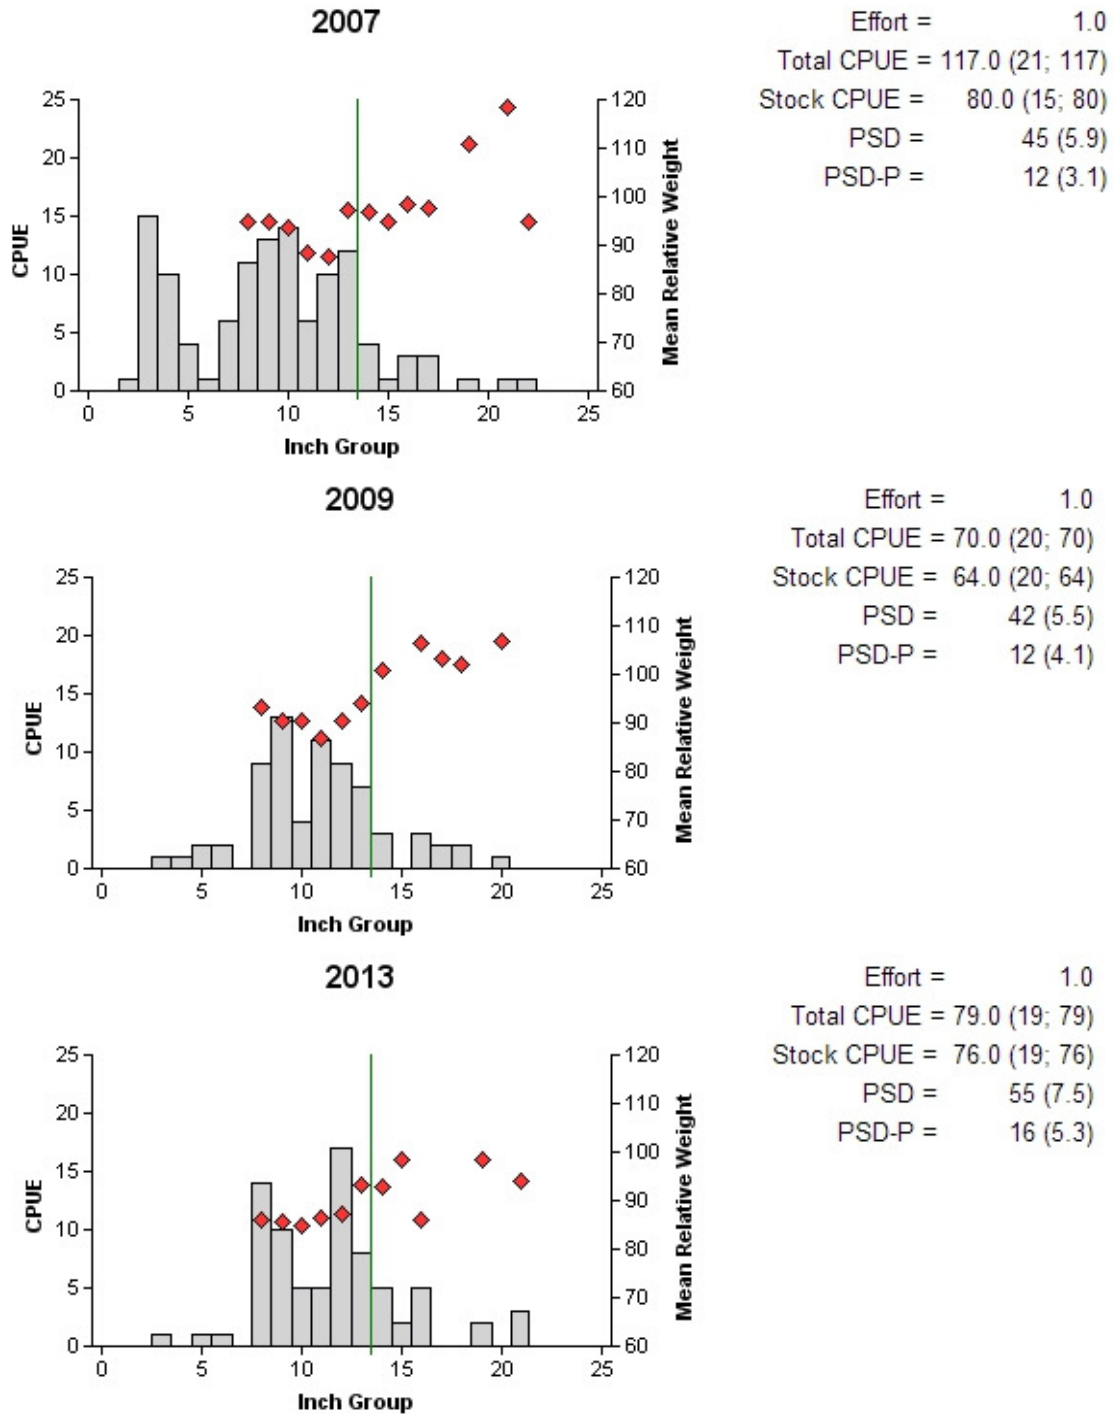 2007
Effort = 1.0
Total CPUE = 117.0 (21; 117)
Stock CPUE = 80.0 (15; 80)
PSD = 45 (5.9)
PSD-P = 12 (3.1)
25
20
15
10
5
0
CPUE
120
110
100
90
80
70
60
Mean Relative Weight
0 5 10 15 20 25
Inch Group
2009
Effort = 1.0
Total CPUE = 70.0 (20; 70)
Stock CPUE = 64.0 (20; 64)
PSD = 42 (5.5)
PSD-P = 12 (4.1)
25
20
15
10
5
0
CPUE
120
110
100
90
80
70
60
Mean Relative Weight
0 5 10 15 20 25
Inch Group
2013
Effort = 1.0
Total CPUE = 79.0 (19; 79)
Stock CPUE = 76.0 (19; 76)
PSD = 55 (7.5)
PSD-P = 16 (5.3)
25
20
15
10
5
0
CPUE
120
110
100
90
80
70
60
Mean Relative Weight
0 5 10 15 20 25
Inch Group